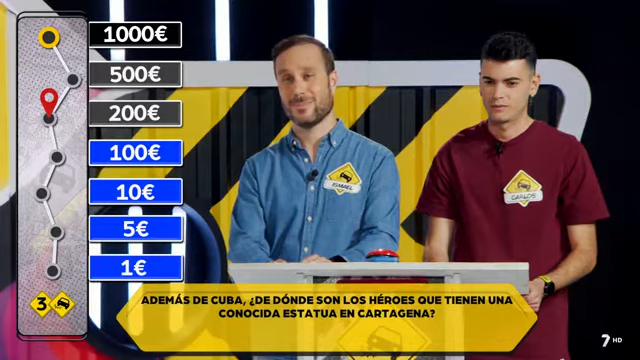 1000€
500€
200€
100€
10€
5€
1€
3
ISMAEL
CARLOS
ADEMÁS DE CUBA, ¿DE DÓNDE SON LOS HÉROES QUE TIENEN UNA
CONOCIDA ESTATUA EN CARTAGENA?
7 HD